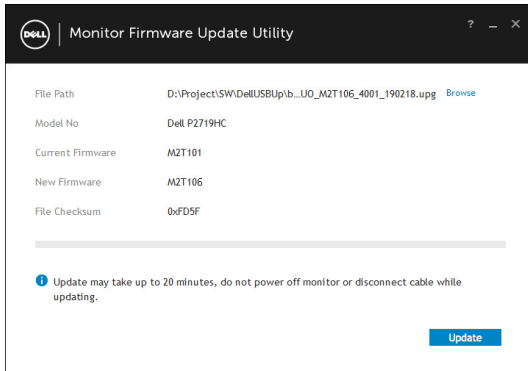 DELL
Monitor Firmware Update Utility
?
File Path D:\Project\SW\DellUSBUp\b...UO_M2T106_4001_190218.upg Browse
Model No Dell P2719HC
Current Firmware M2T101
New Firmware M2T106
File Checksum 0xFD5F
Update may take up to 20 minutes, do not power off monitor or disconnect cable while
updating.
Update